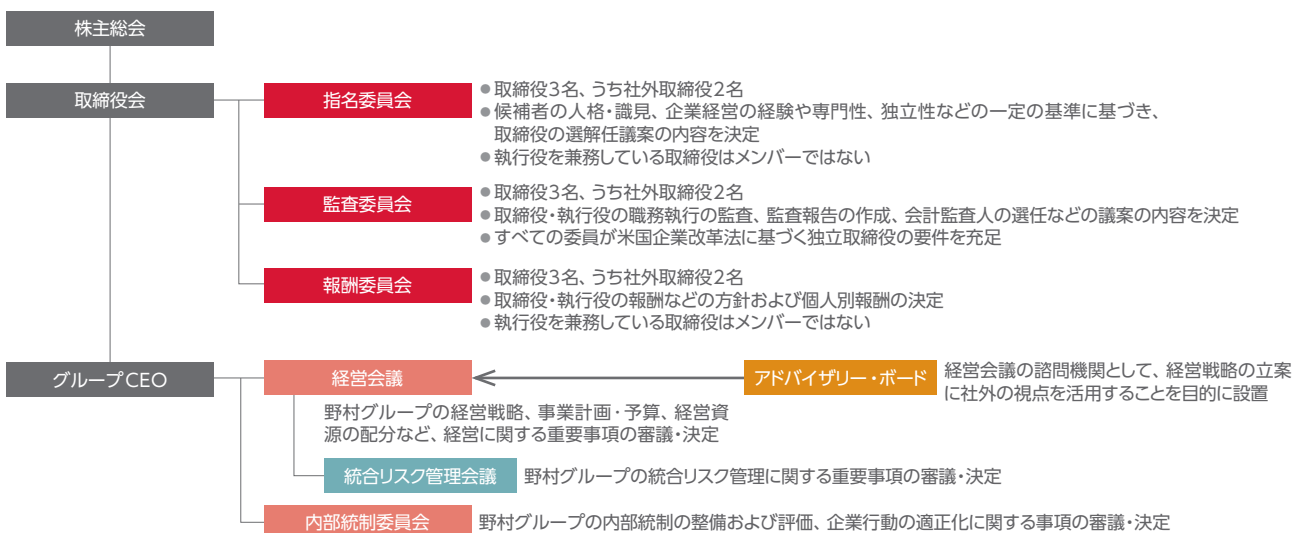 株主総会
取締役会
指名委員会
●取締役3名、うち社外取締役2名
●候補者の人格・識見、企業経営の経験や専門性、独立性などの一定の基準に基づき、
取締役の選解任議案の内容を決定
●執行役を兼務している取締役はメンバーではない
監査委員会
●取締役3名、うち社外取締役2名
●取締役・執行役の職務執行の監査、監査報告の作成、会計監査人の選任などの議案の内容を決定
●すべての委員が米国企業改革法に基づく独立取締役の要件を充足
報酬委員会
●取締役3名、うち社外取締役2名
●取締役・執行役の報酬などの方針および個人別報酬の決定
●執行役を兼務している取締役はメンバーではない
グループCEO
経営会議
アドバイザリー・ボード
経営会議の諮問機関として、経営戦略の立案
に社外の視点を活用することを目的に設置
野村グループの経営戦略、事業計画・予算、経営資
源の配分など、経営に関する重要事項の審議・決定
統合リスク管理会議
野村グループの統合リスク管理に関する重要事項の審議・決定
内部統制委員会
野村グループの内部統制の整備および評価、企業行動の適正化に関する事項の審議・決定